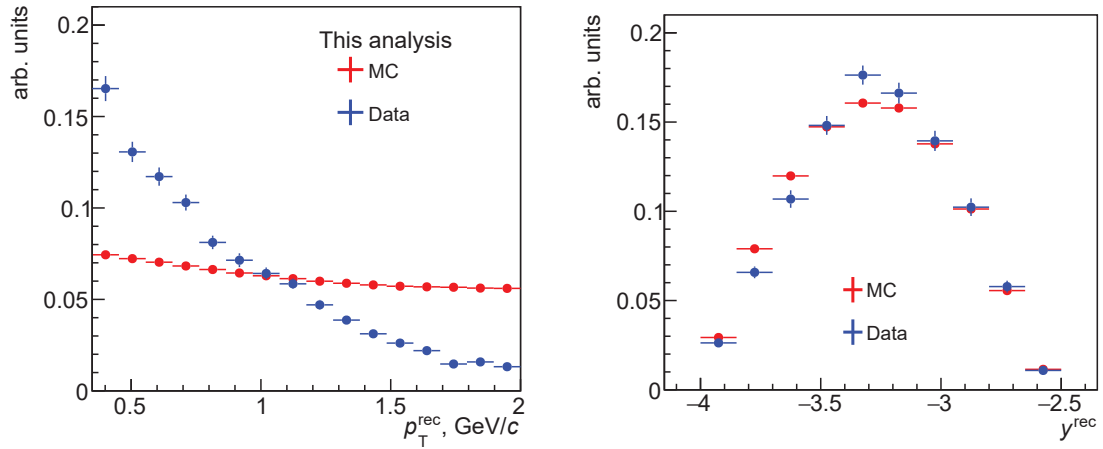 arb. units
0.2
0.15
0.1
0.05
0
This analysis
MC
Data
0.5 1 1.5 2
p_T^rec, GeV/c
arb. units
0.2
0.15
0.1
0.05
0
MC
Data
−4 −3.5 −3 −2.5
y^rec